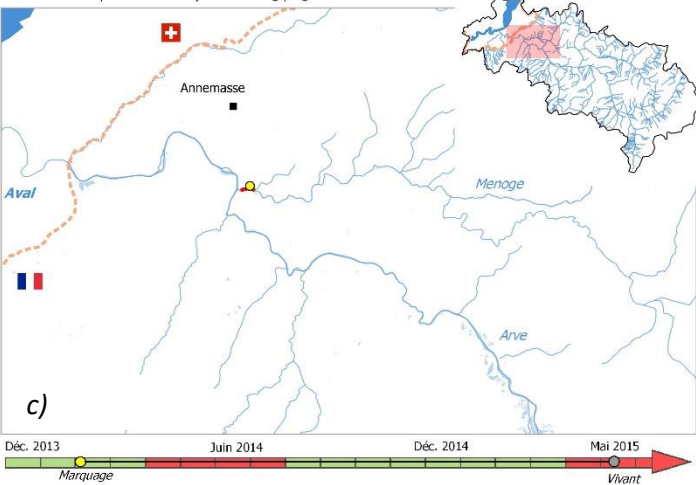 Annemasse
Menoge
Aval
Arve
c)
Déc. 2013 Juin 2014 Déc. 2014 Mai 2015
Marquage Vivant